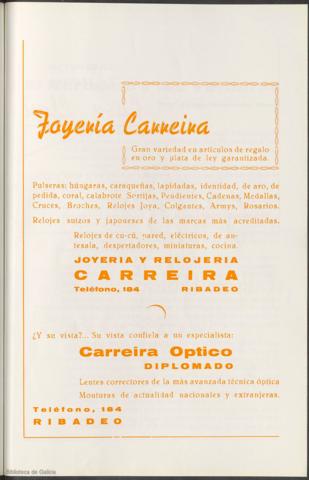 Joyería Carreira
Gran variedad en artículos de regalo
en oro y plata de ley garantizada.
Pulseras: húngaras, caraqueñas, lapidadas, identidad, de aro, de
pedida, coral, calabrote Sortijas, Pendientes, Cadenas, Medallas,
Cruces, Broches, Relojes Joya, Colgantes, Armys, Rosarios.
Relojes suizos y japoneses de las marcas más acreditadas.
Relojes de cu-cú, pared, eléctricos, de an-
tesala, despertadores, miniaturas, cocina.
JOYERIA Y RELOJERIA
CARREIRA
Teléfono, 184 RIBADEO
¿Y su vista?... Su vista confíela a un especialista:
Carreira Optico
DIPLOMADO
Lentes correctores de la más avanzada técnica óptica
Monturas de actualidad nacionales y extranjeras.
Teléfono, 184
RIBADEO
Biblioteca de Galicia